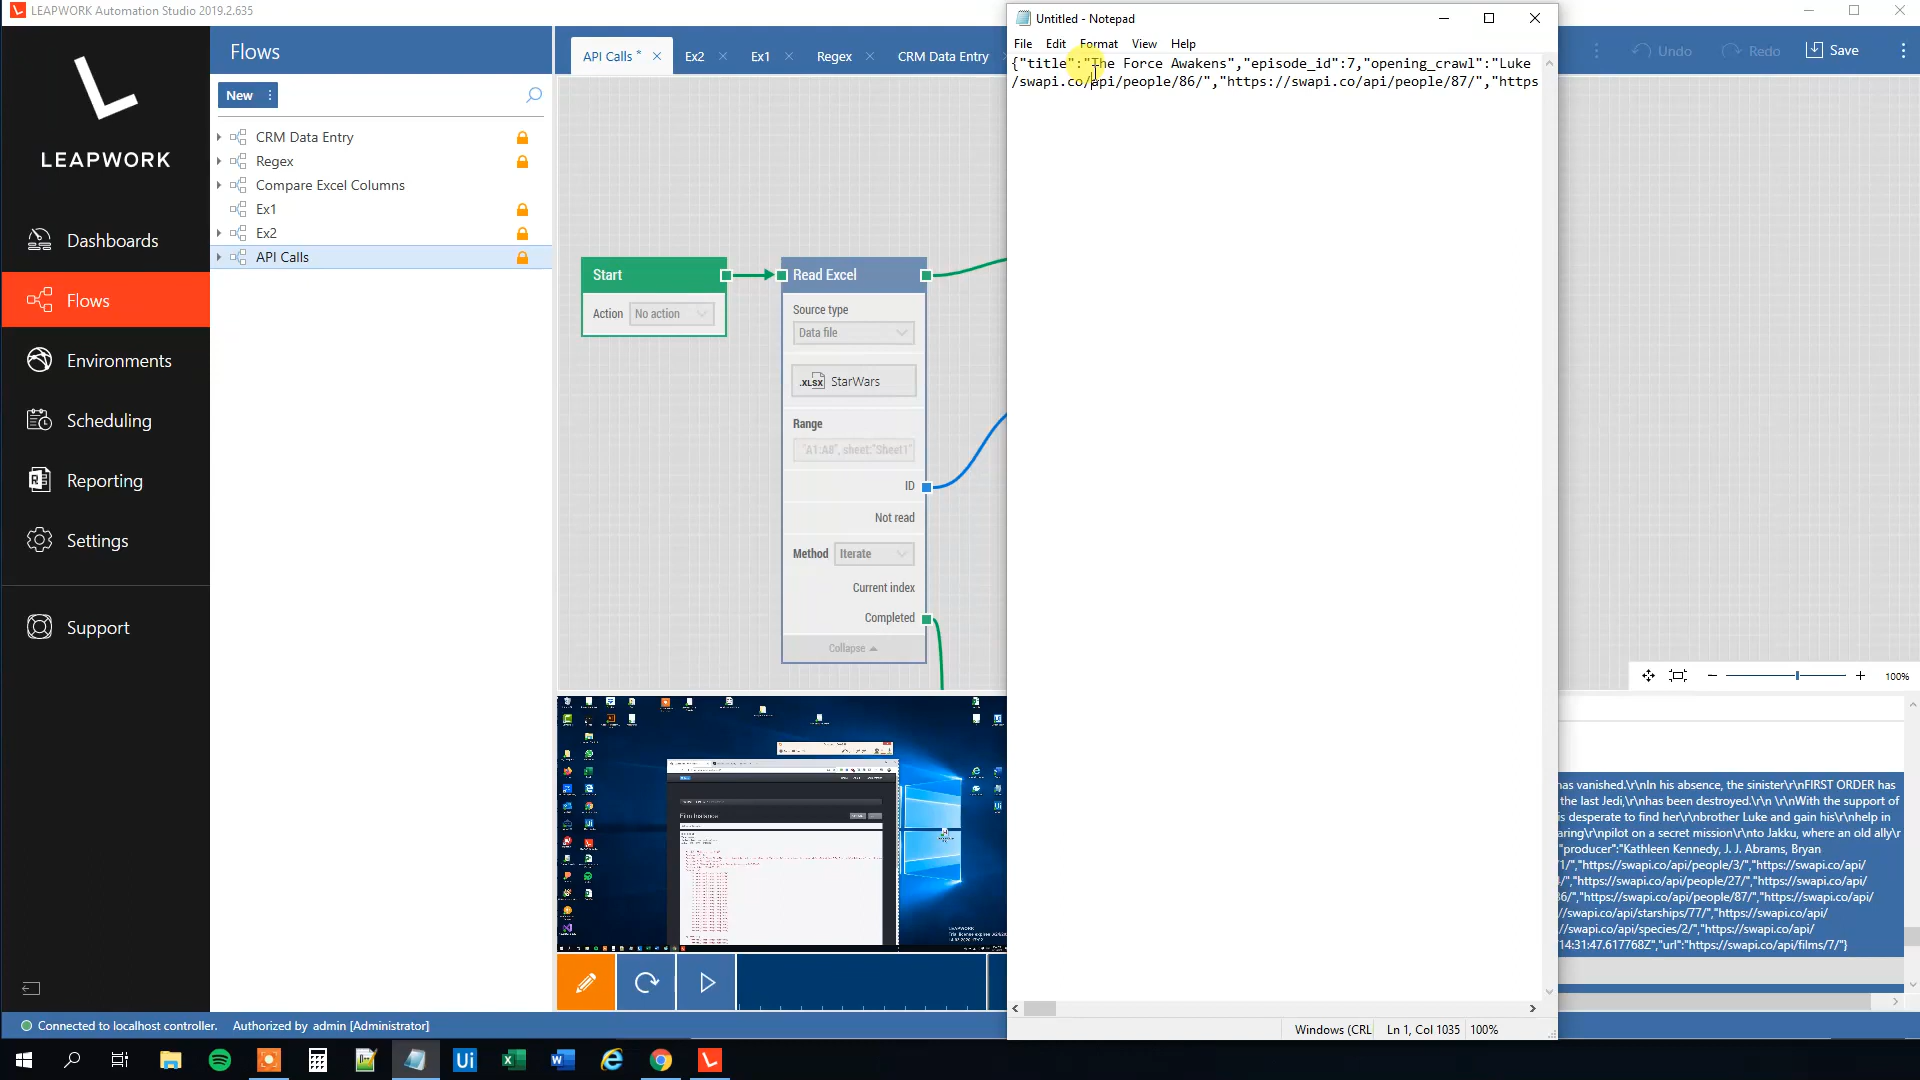 LEAPWORK Automation Studio 2019.2.635
LEAPWORK
Dashboards
Flows
Environments
Scheduling
Reporting
Settings
Support
Flows
New
CRM Data Entry
Regex
Compare Excel Columns
Ex1
Ex2
API Calls
API Calls *
Ex2
Ex1
Regex
CRM Data Entry
Undo
Redo
Save
Start
Action
No action
Read Excel
Source type
Data file
.XLSX
StarWars
Range
"A1:A8", sheet:"Sheet1"
ID
Not read
Method
Iterate
Current index
Completed
Collapse
Untitled - Notepad
File Edit Format View Help
{"title":"The Force Awakens","episode_id":7,"opening_crawl":"Luke
/swapi.co/api/people/86/","https://swapi.co/api/people/87/","https
Windows (CRL
Ln 1, Col 1035
100%
100%
has vanished.\r\nIn his absence, the sinister\r\nFIRST ORDER has
the last Jedi,\r\nhas been destroyed.\r\n \r\nWith the support of
is desperate to find her\r\nbrother Luke and gain his\r\nhelp in
aring\r\npilot on a secret mission\r\nto Jakku, where an old ally\r
"producer":"Kathleen Kennedy, J. J. Abrams, Bryan
/1/","https://swapi.co/api/people/3/","https://swapi.co/api/
/","https://swapi.co/api/people/27/","https://swapi.co/api/
86/","https://swapi.co/api/people/87/","https://swapi.co/api/
//swapi.co/api/starships/77/","https://swapi.co/api/
//swapi.co/api/species/2/","https://swapi.co/api/
14:31:47.617768Z","url":"https://swapi.co/api/films/7/"}
Film Instance
LEAPWORK
Connected to localhost controller.
Authorized by admin [Administrator]
Ui